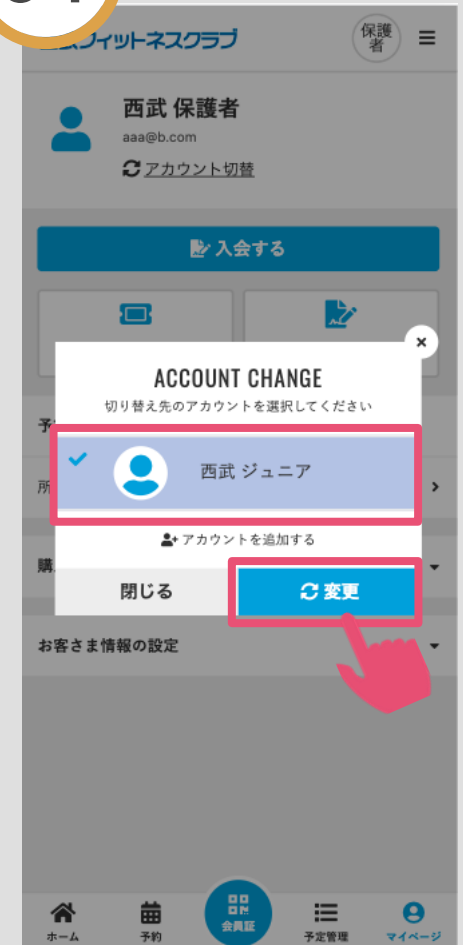 フィットネスクラブ
保護
者
西武 保護者
aaa@b.com
アカウント切替
入会する
ACCOUNT CHANGE
切り替え先のアカウントを選択してください
予
西武 ジュニア
所
アカウントを追加する
購
閉じる
変更
お客さま情報の設定
ホーム
予約
会員証
予定管理
マイページ